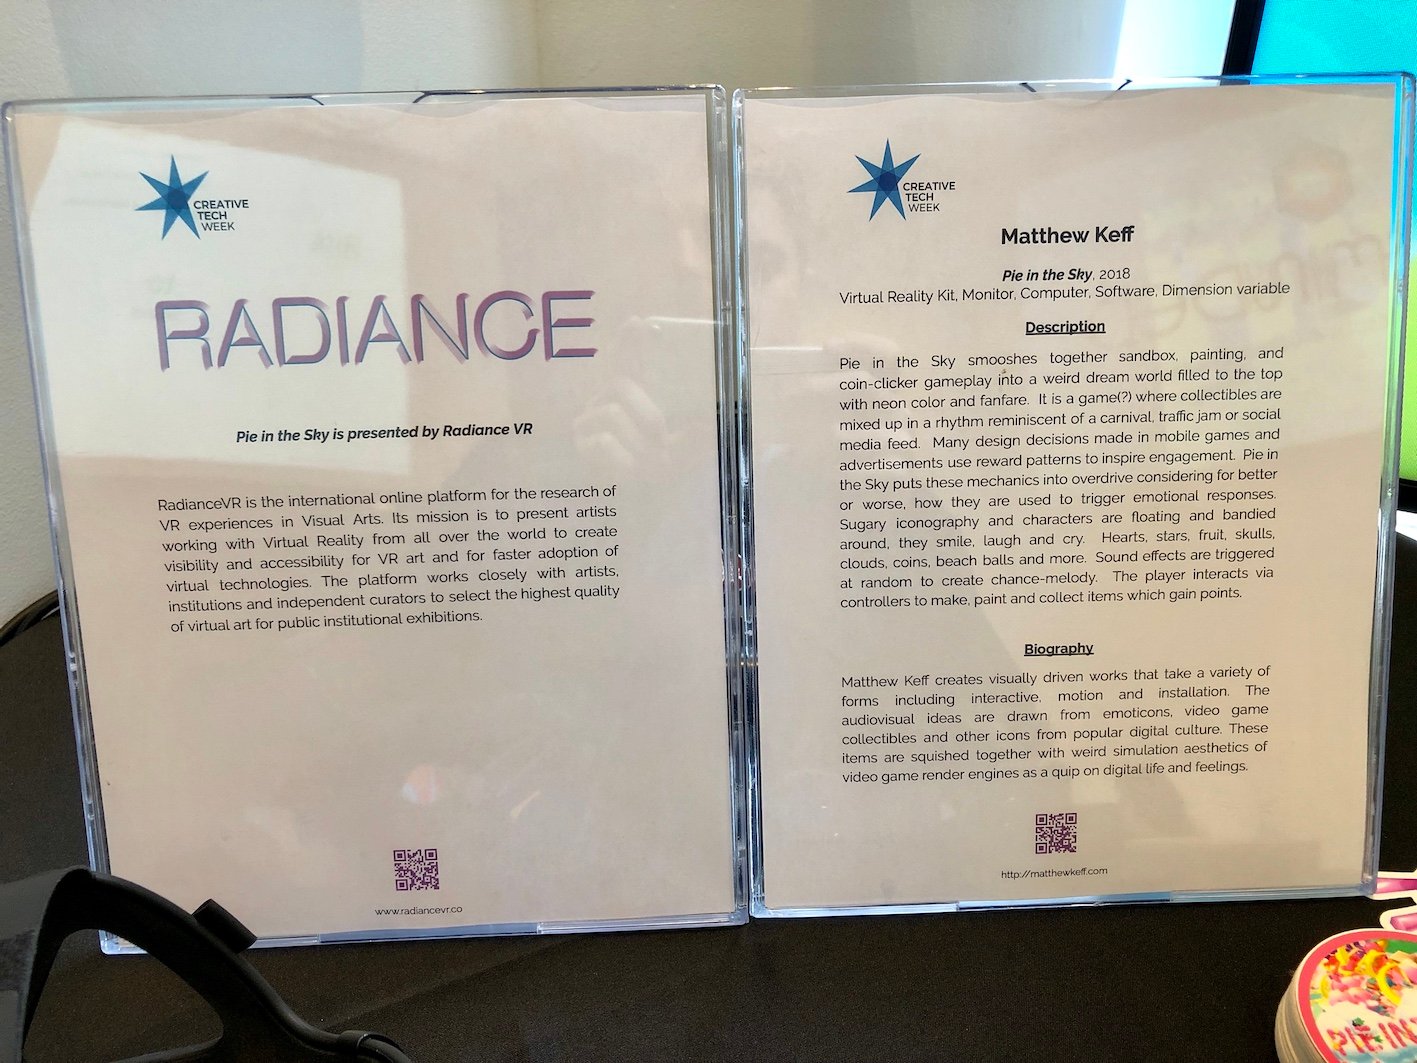 CREATIVE
TECH
WEEK
RADIANCE
Pie in the Sky is presented by Radiance VR
RadianceVR is the international online platform for the research of
VR experiences in Visual Arts. Its mission is to present artists
working with Virtual Reality from all over the world to create
visibility and accessibility for VR art and for faster adoption of
virtual technologies. The platform works closely with artists,
institutions and independent curators to select the highest quality
of virtual art for public institutional exhibitions.
www.radiancevr.co
CREATIVE
TECH
WEEK
Matthew Keff
Pie in the Sky, 2018
Virtual Reality Kit, Monitor, Computer, Software, Dimension variable
Description
Pie in the Sky smooshes together sandbox, painting, and
coin-clicker gameplay into a weird dream world filled to the top
with neon color and fanfare. It is a game(?) where collectibles are
mixed up in a rhythm reminiscent of a carnival, traffic jam or social
media feed. Many design decisions made in mobile games and
advertisements use reward patterns to inspire engagement. Pie in
the Sky puts these mechanics into overdrive considering for better
or worse, how they are used to trigger emotional responses.
Sugary iconography and characters are floating and bandied
around, they smile, laugh and cry. Hearts, stars, fruit, skulls,
clouds, coins, beach balls and more. Sound effects are triggered
at random to create chance-melody. The player interacts via
controllers to make, paint and collect items which gain points.
Biography
Matthew Keff creates visually driven works that take a variety of
forms including interactive, motion and installation. The
audiovisual ideas are drawn from emoticons, video game
collectibles and other icons from popular digital culture. These
items are squished together with weird simulation aesthetics of
video game render engines as a quip on digital life and feelings.
http://matthewkeff.com
PIE IN